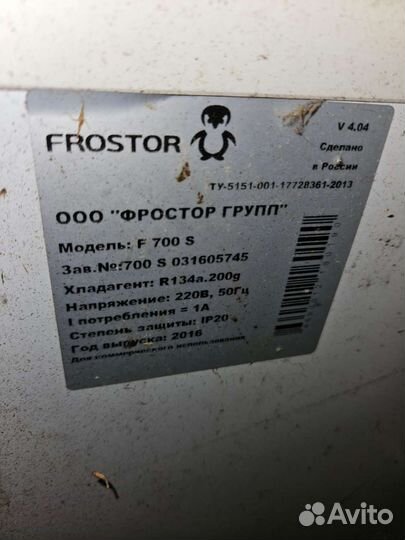 FROSTOR
V 4.04
Сделано
в России
ТУ-5151-001-17728361-2013
ООО "ФРОСТОР ГРУПП"
Модель: F 700 S
Зав.№:700 S 031605745
Хладагент: R134a.200g
Напряжение: 220В, 50Гц
I потребления = 1А
Степень защиты: IP20
Год выпуска: 2016
Для коммерческого использования
Avito